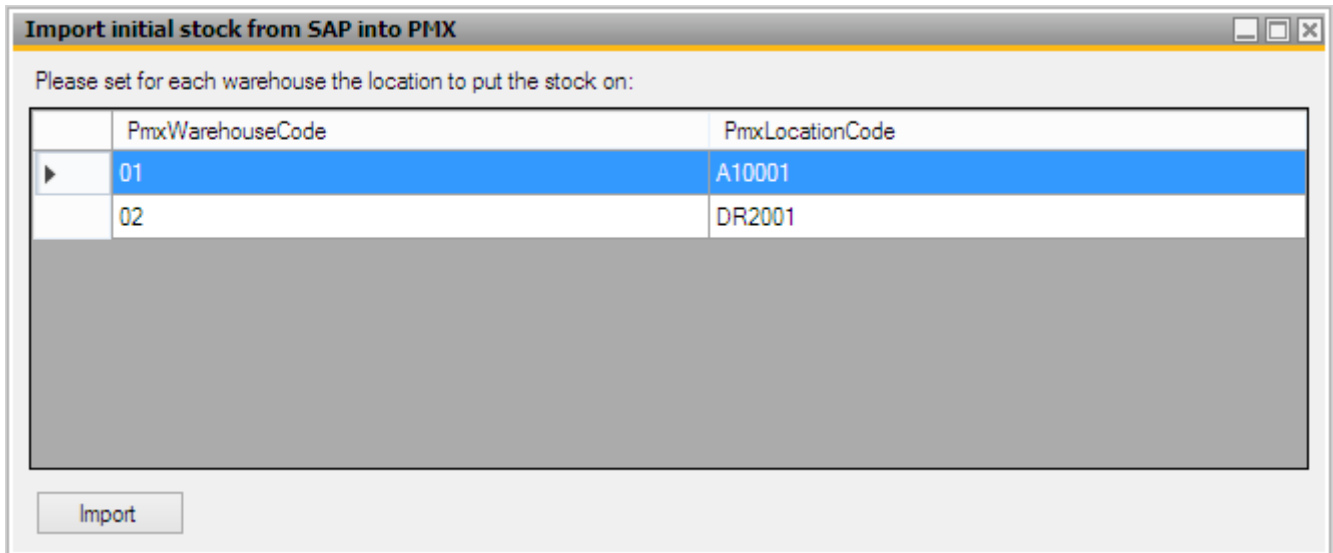 Import initial stock from SAP into PMX
Please set for each warehouse the location to put the stock on:
PmxWarehouseCode PmxLocationCode
01 A10001
02 DR2001
Import